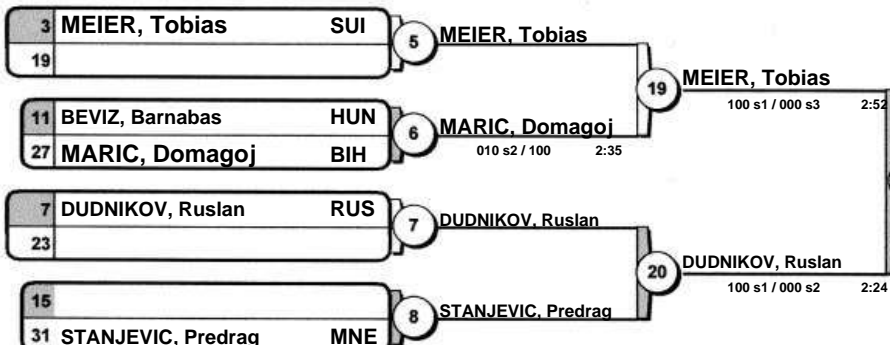 3 MEIER, Tobias SUI
19
5
MEIER, Tobias
11 BEVIZ, Barnabas HUN
27 MARIC, Domagoj BIH
6
MARIC, Domagoj
010 s2 / 100 2:35
19
MEIER, Tobias
100 s1 / 000 s3 2:52
7 DUDNIKOV, Ruslan RUS
23
7
DUDNIKOV, Ruslan
15
31 STANJEVIC, Predrag MNE
8
STANJEVIC, Predrag
20
DUDNIKOV, Ruslan
100 s1 / 000 s2 2:24